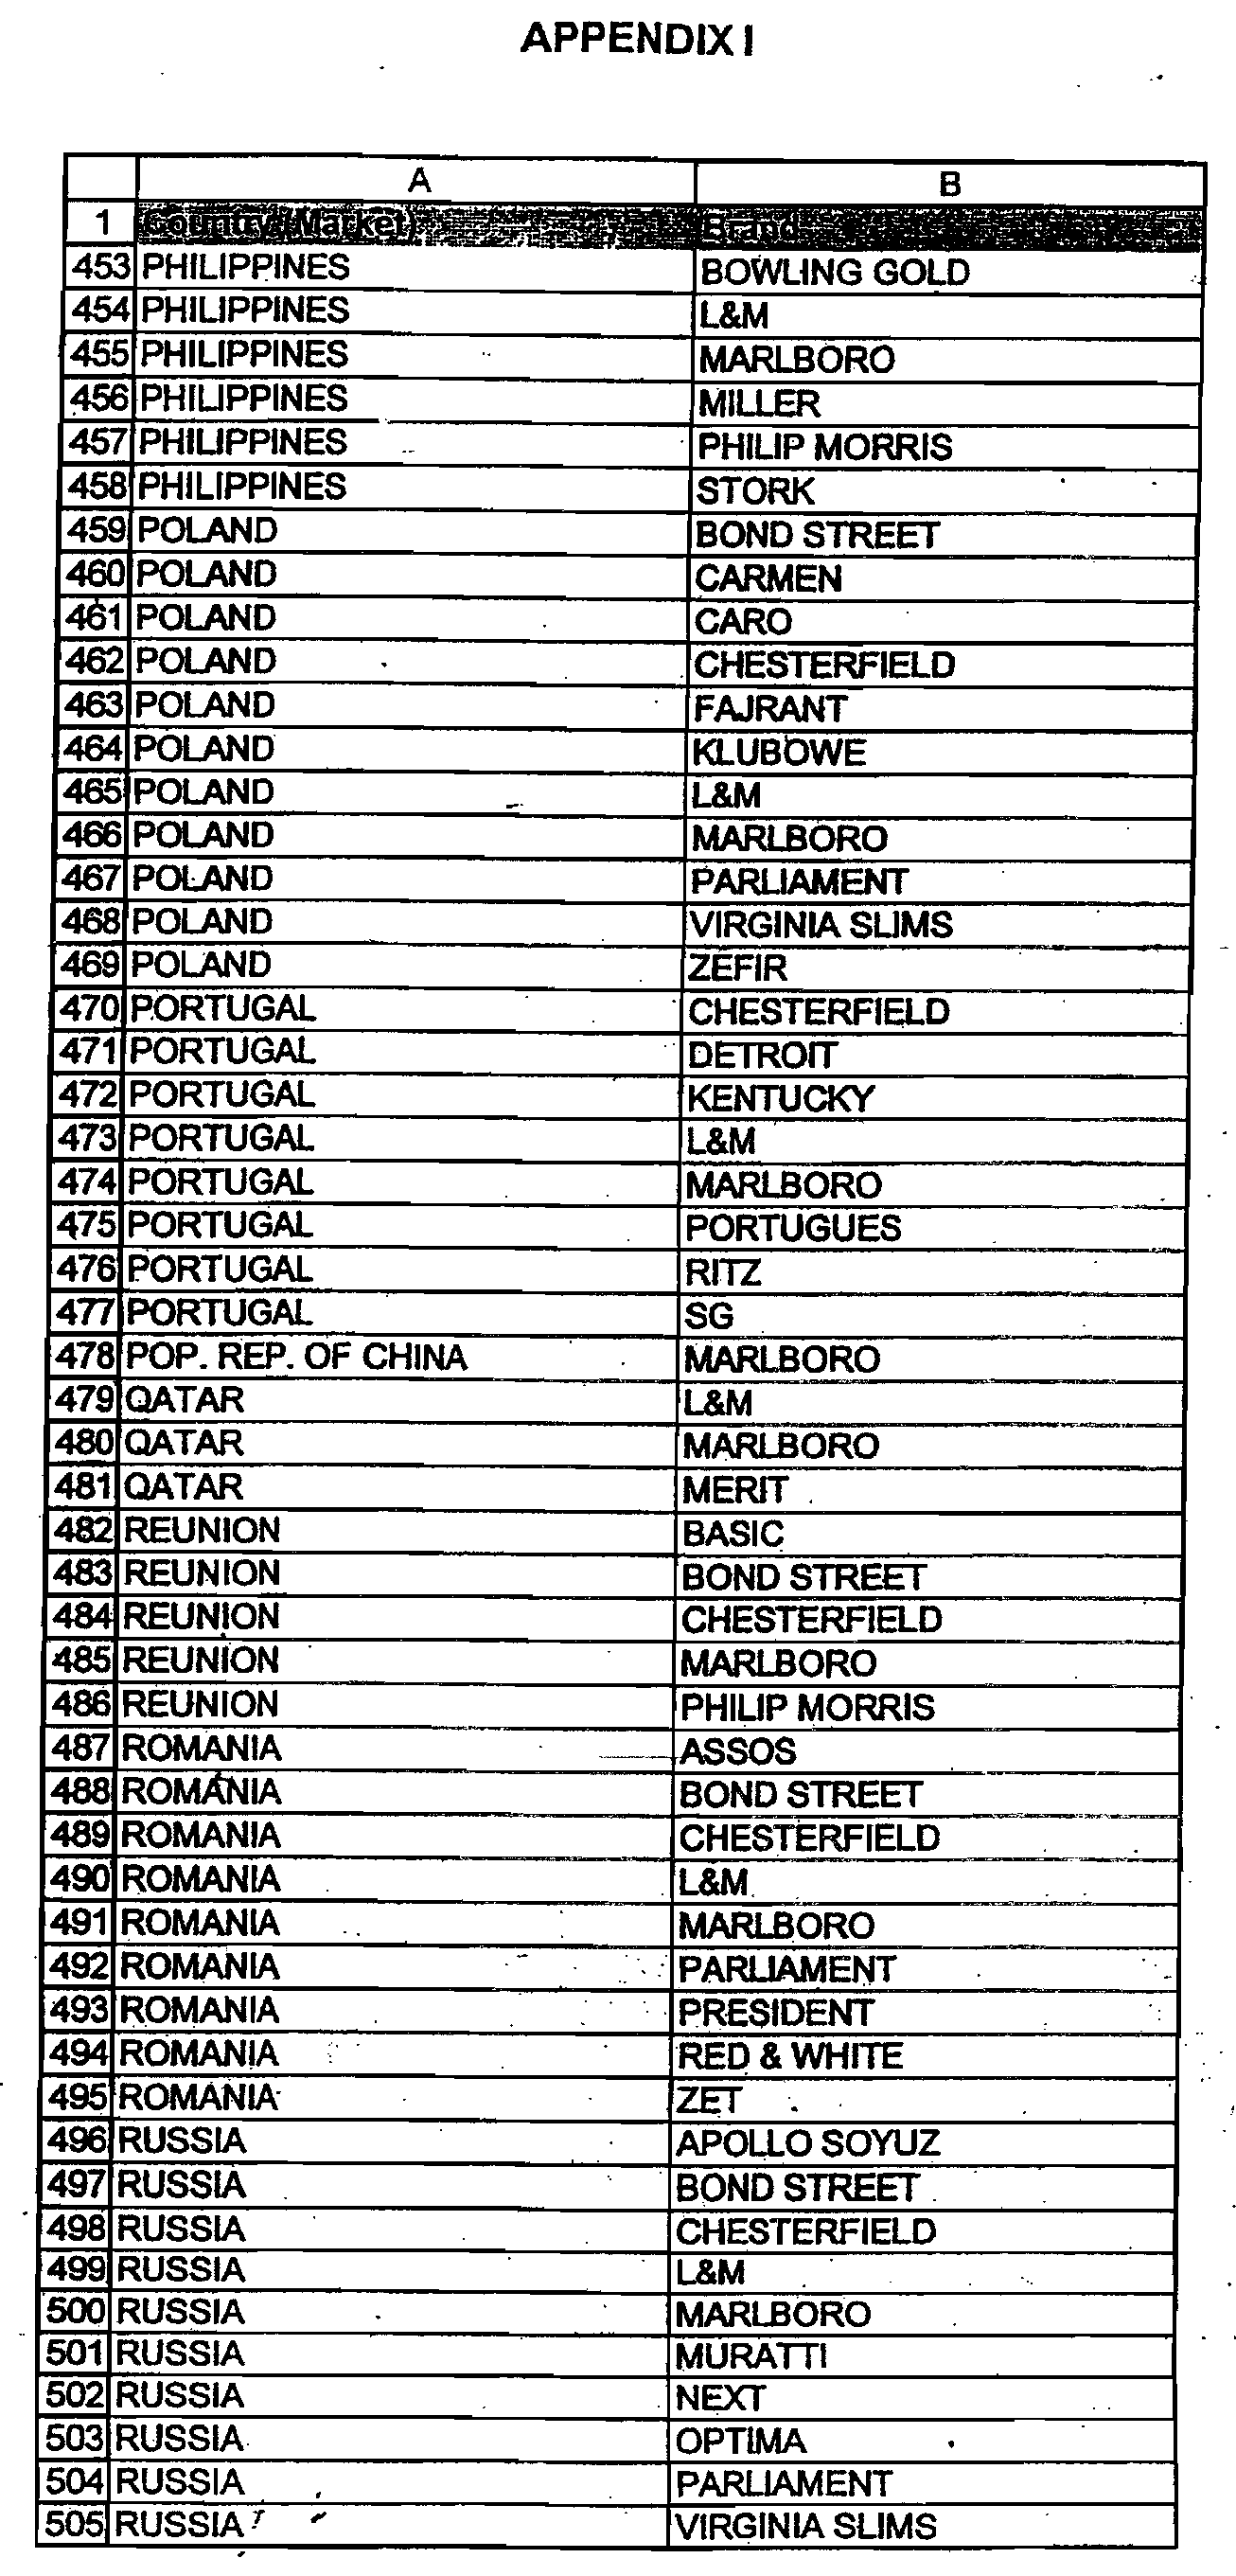 APPENDIX I
A B
1 Country (Market) Brand
453 PHILIPPINES BOWLING GOLD
454 PHILIPPINES L&M
455 PHILIPPINES MARLBORO
456 PHILIPPINES MILLER
457 PHILIPPINES PHILIP MORRIS
458 PHILIPPINES STORK
459 POLAND BOND STREET
460 POLAND CARMEN
461 POLAND CARO
462 POLAND CHESTERFIELD
463 POLAND FAJRANT
464 POLAND KLUBOWE
465 POLAND L&M
466 POLAND MARLBORO
467 POLAND PARLIAMENT
468 POLAND VIRGINIA SLIMS
469 POLAND ZEFIR
470 PORTUGAL CHESTERFIELD
471 PORTUGAL DETROIT
472 PORTUGAL KENTUCKY
473 PORTUGAL L&M
474 PORTUGAL MARLBORO
475 PORTUGAL PORTUGUES
476 PORTUGAL RITZ
477 PORTUGAL SG
478 POP. REP. OF CHINA MARLBORO
479 QATAR L&M
480 QATAR MARLBORO
481 QATAR MERIT
482 REUNION BASIC
483 REUNION BOND STREET
484 REUNION CHESTERFIELD
485 REUNION MARLBORO
486 REUNION PHILIP MORRIS
487 ROMANIA ASSOS
488 ROMANIA BOND STREET
489 ROMANIA CHESTERFIELD
490 ROMANIA L&M
491 ROMANIA MARLBORO
492 ROMANIA PARLIAMENT
493 ROMANIA PRESIDENT
494 ROMANIA RED & WHITE
495 ROMANIA ZET
496 RUSSIA APOLLO SOYUZ
497 RUSSIA BOND STREET
498 RUSSIA CHESTERFIELD
499 RUSSIA L&M
500 RUSSIA MARLBORO
501 RUSSIA MURATTI
502 RUSSIA NEXT
503 RUSSIA OPTIMA
504 RUSSIA PARLIAMENT
505 RUSSIA VIRGINIA SLIMS